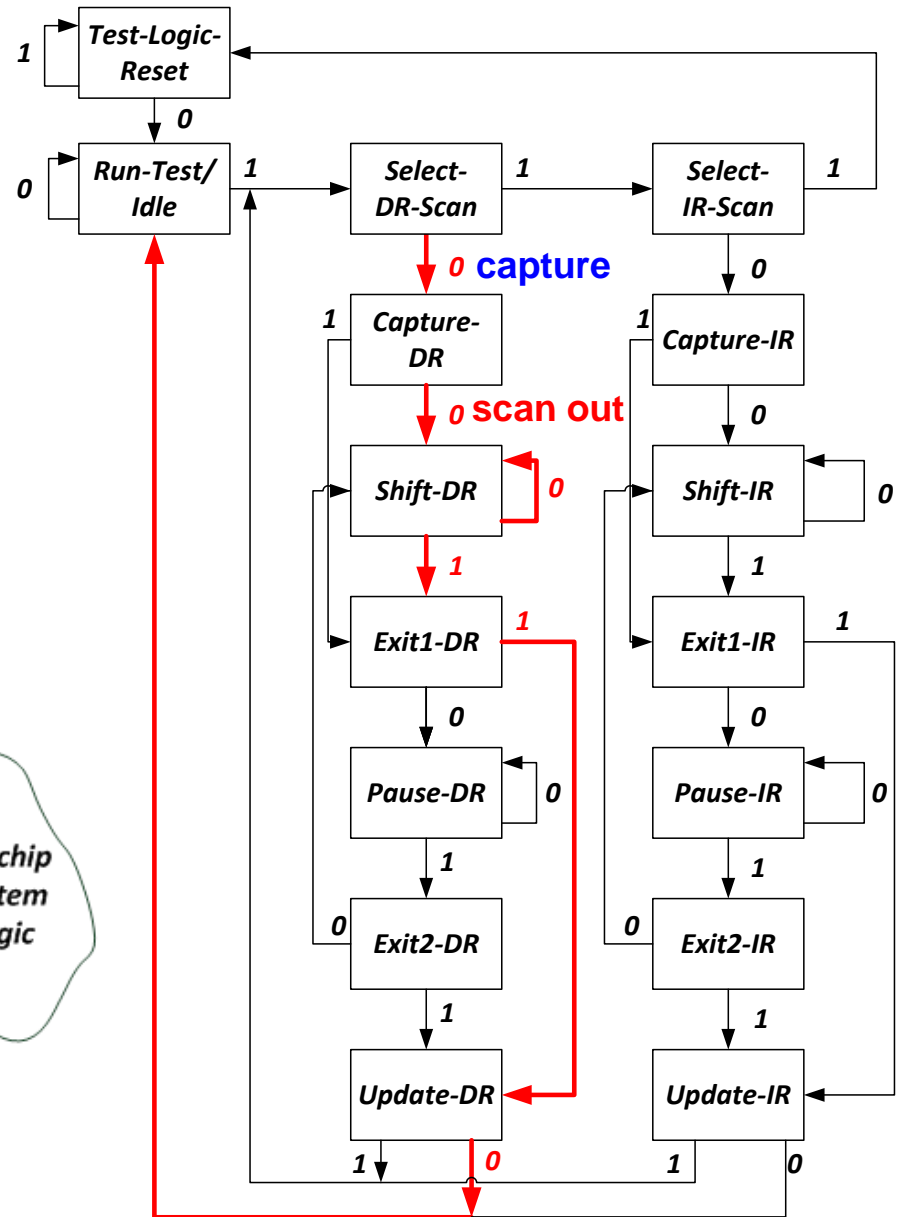 Test-Logic-
Reset
1
0
Run-Test/
Idle
0
1
Select-
DR-Scan
1
Select-
IR-Scan
1
0 capture
0
Capture-
DR
1
Capture-IR
1
0 scan out
0
Shift-DR
0
Shift-IR
0
1
1
Exit1-DR
1
Exit1-IR
1
0
0
Pause-DR
0
Pause-IR
0
1
1
chip
tem
gic
Exit2-DR
0
Exit2-IR
0
1
1
Update-DR
Update-IR
1
0
1
0